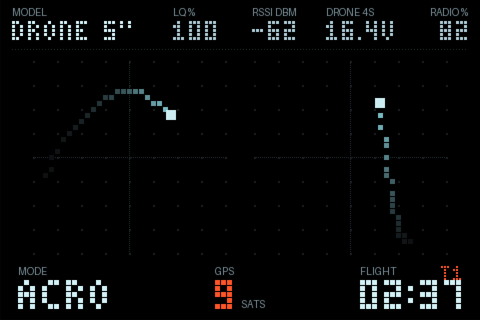 MODEL LQ % RSSI DBM DRONE 4S RADIO %
DRONE 5" 100 -62 16.4V 82
MODE GPS FLIGHT T1
ACRO 9 SATS 02:37